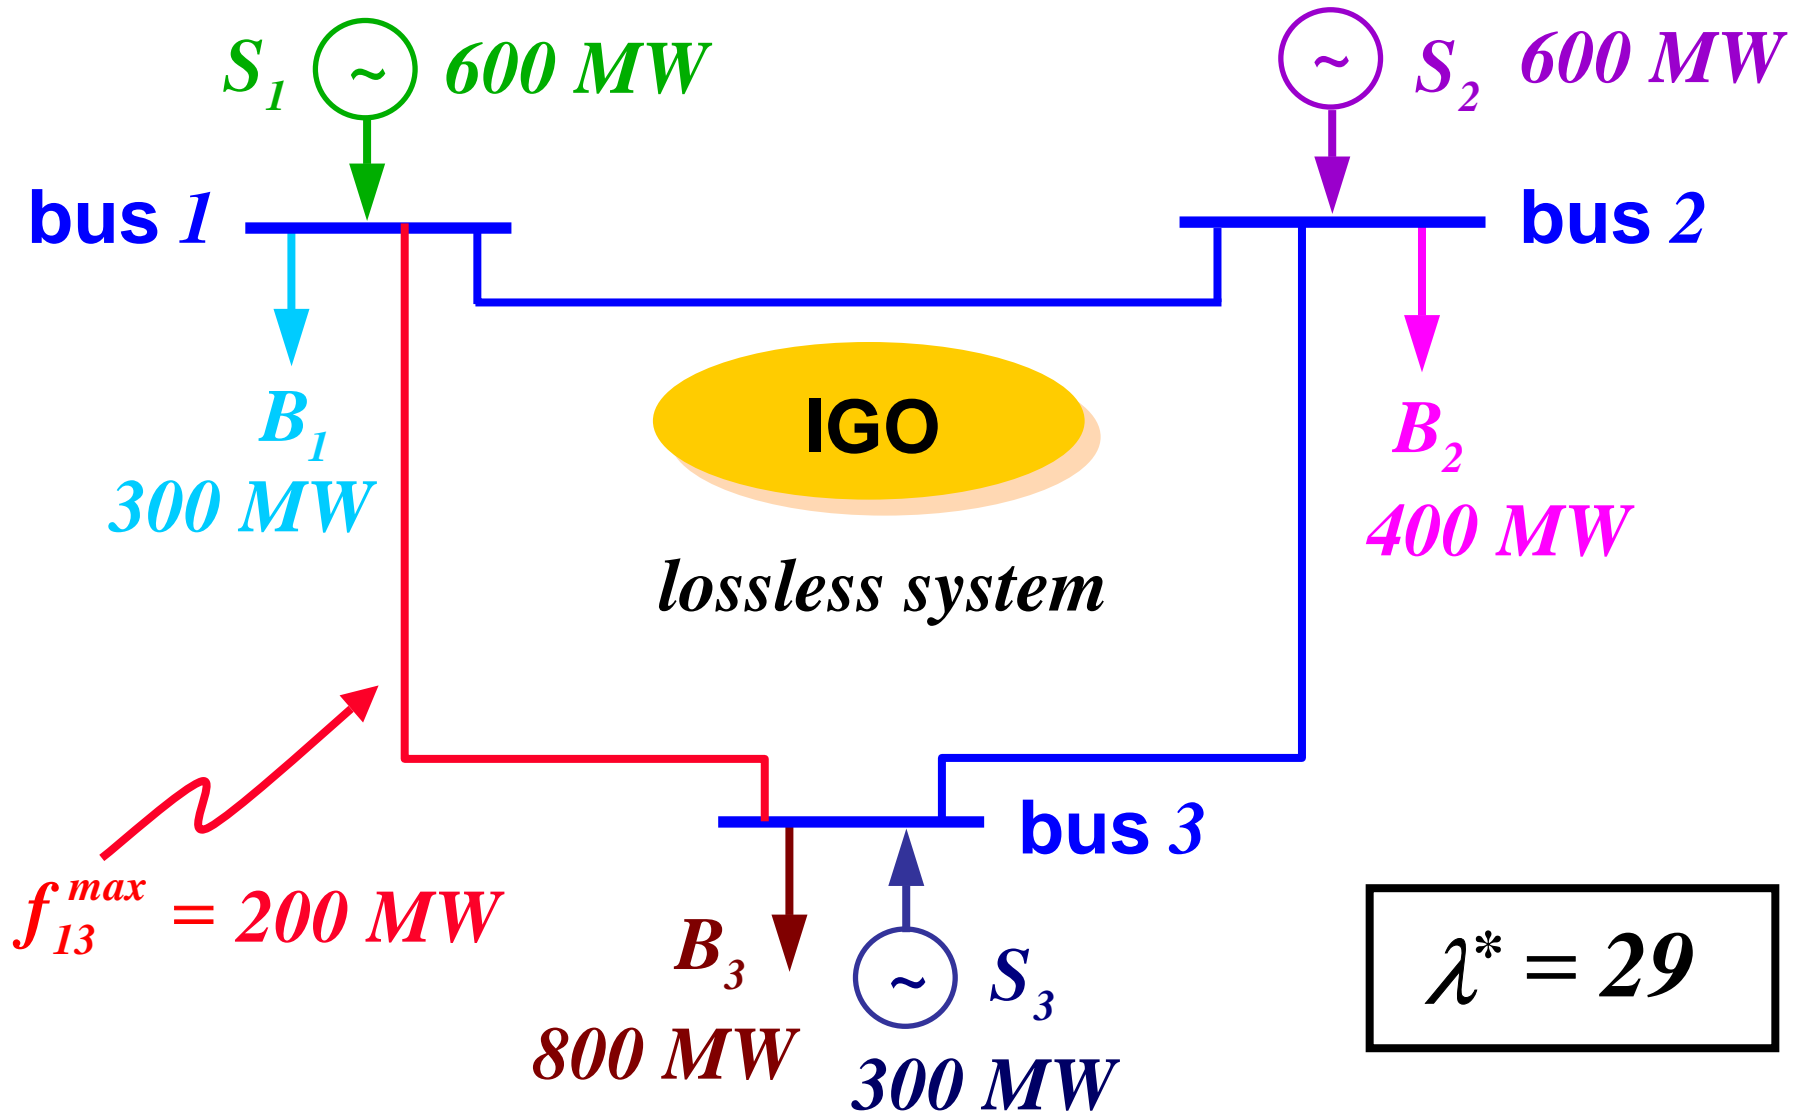 S₁ ~ 600 MW
~ S₂ 600 MW
bus 1
bus 2
B₁
300 MW
IGO
B₂
400 MW
lossless system
bus 3
f₁₃ᵐᵃˣ = 200 MW
B₃
800 MW
~ S₃
300 MW
λ* = 29